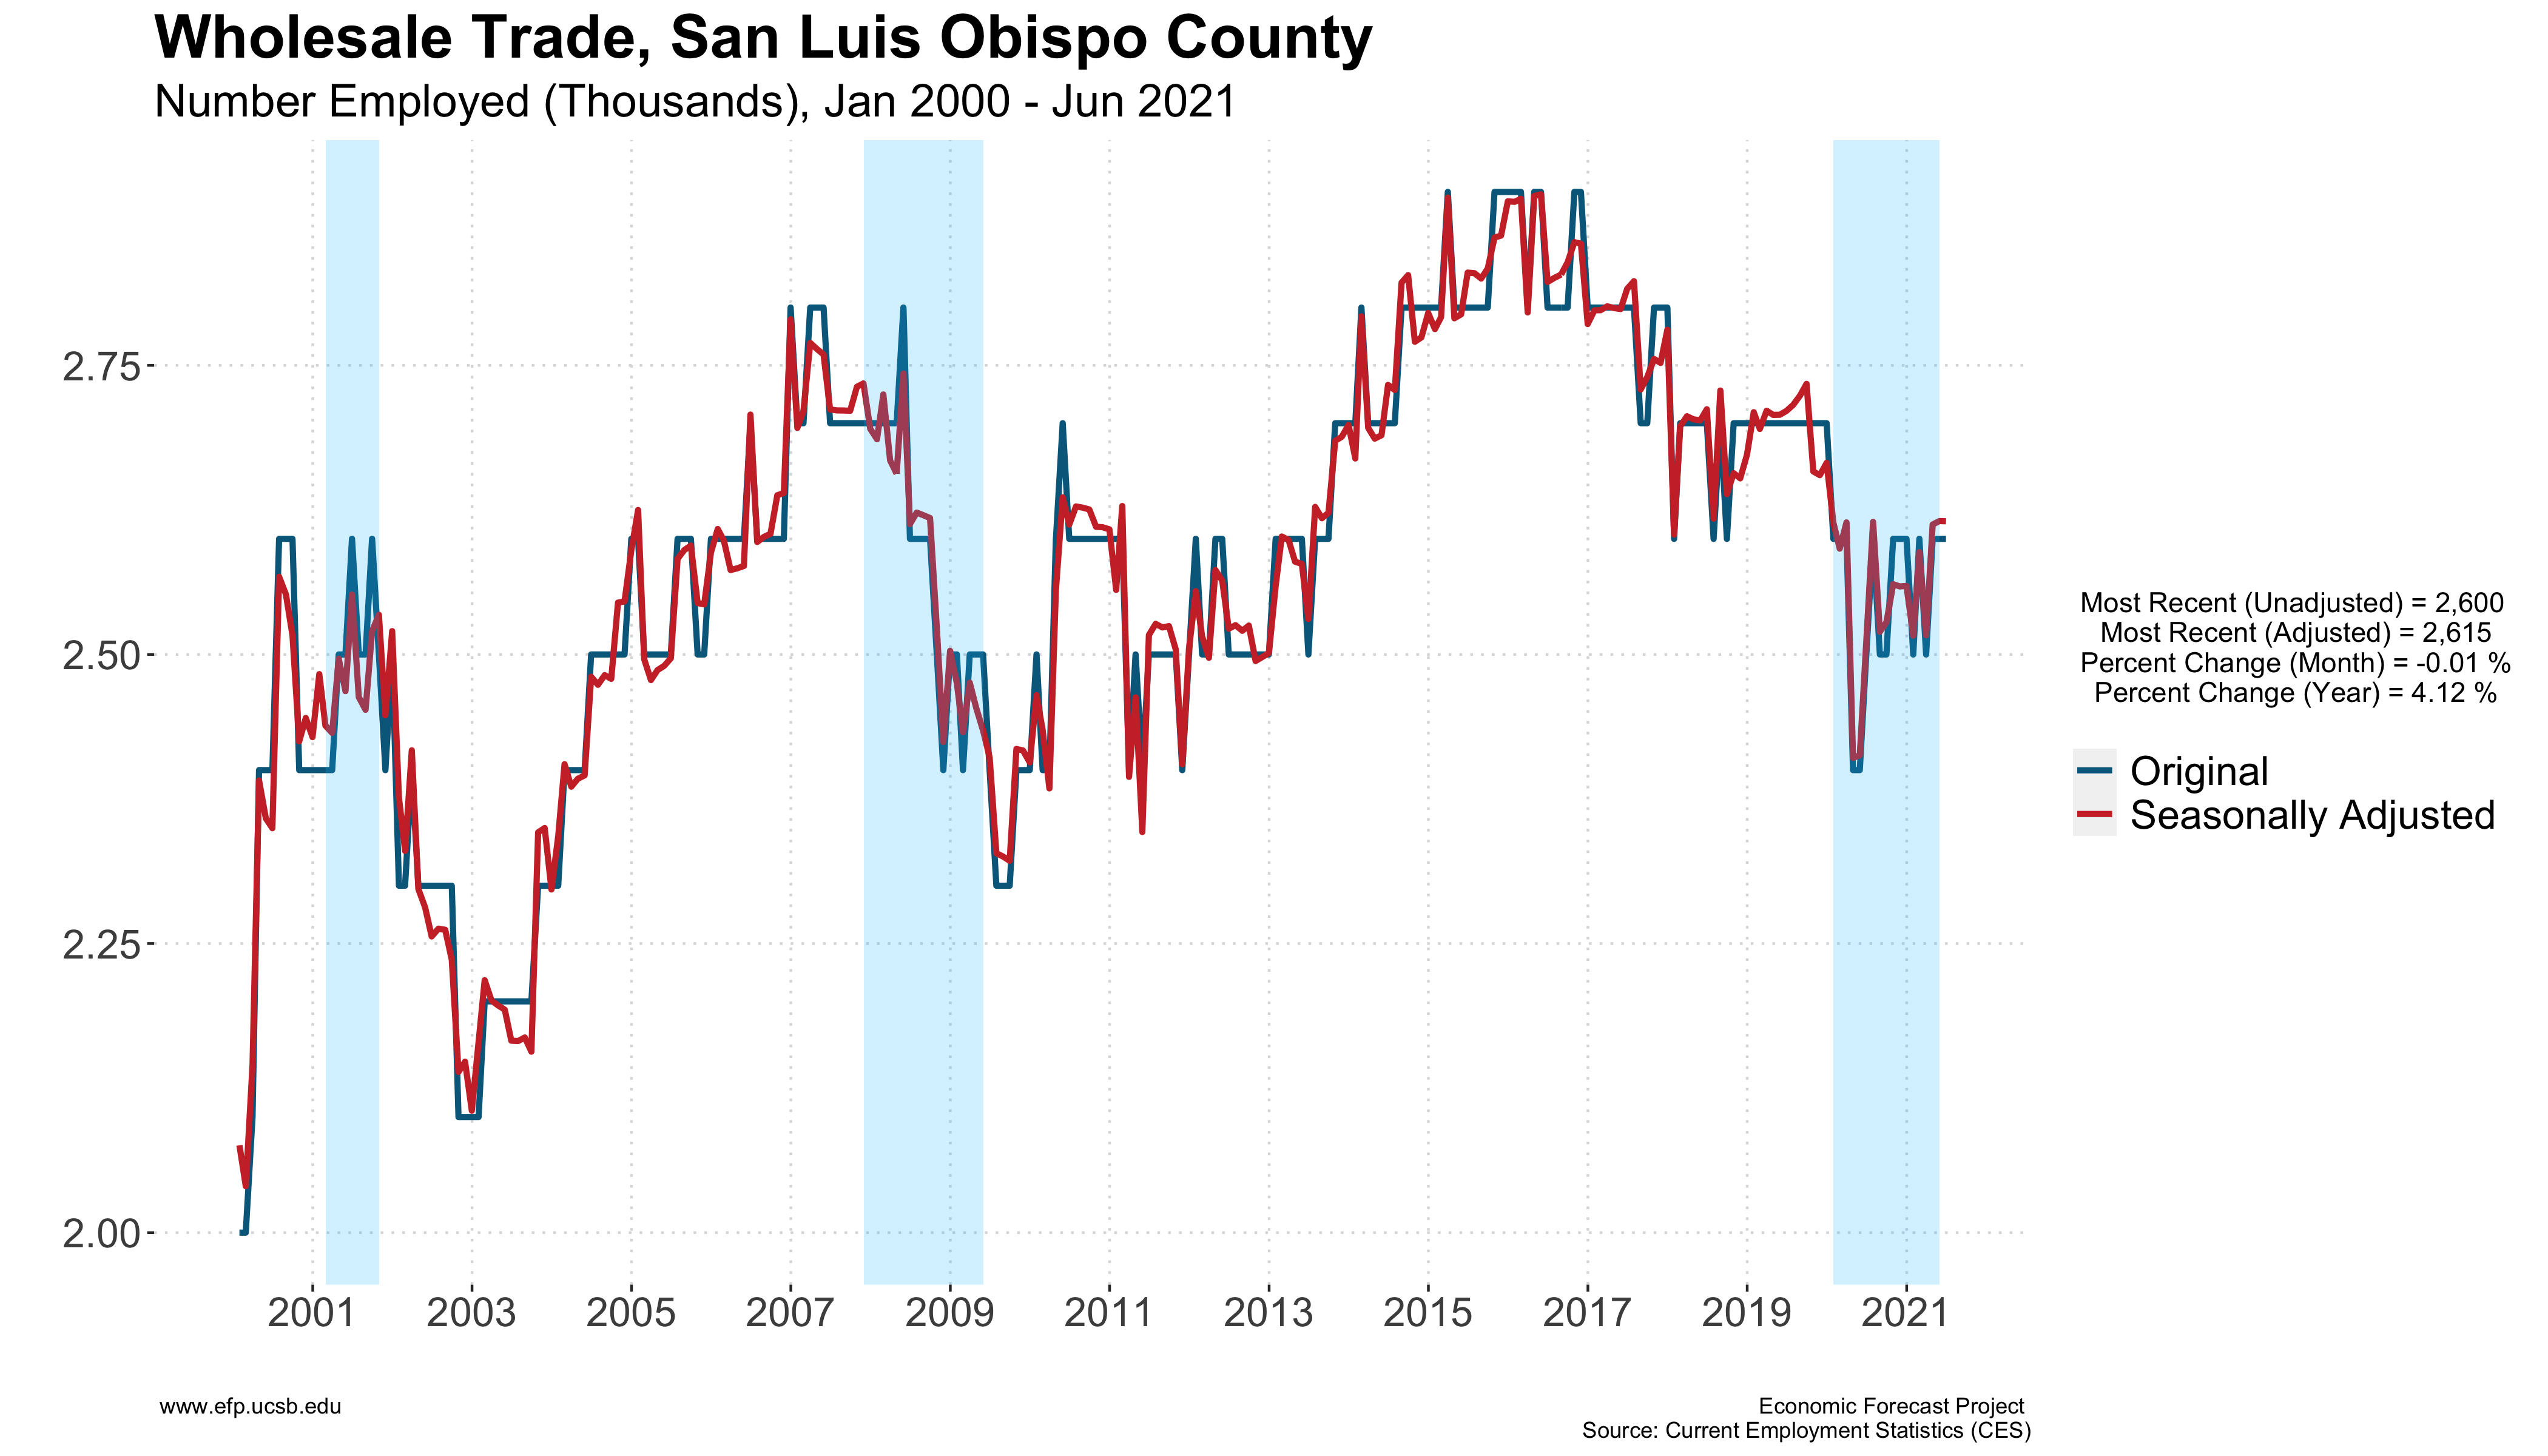 Wholesale Trade, San Luis Obispo County
Number Employed (Thousands), Jan 2000 - Jun 2021
2.75
2.50
2.25
2.00
2001 2003 2005 2007 2009 2011 2013 2015 2017 2019 2021
Most Recent (Unadjusted) = 2,600
Most Recent (Adjusted) = 2,615
Percent Change (Month) = -0.01 %
Percent Change (Year) = 4.12 %
Original
Seasonally Adjusted
www.efp.ucsb.edu
Economic Forecast Project
Source: Current Employment Statistics (CES)